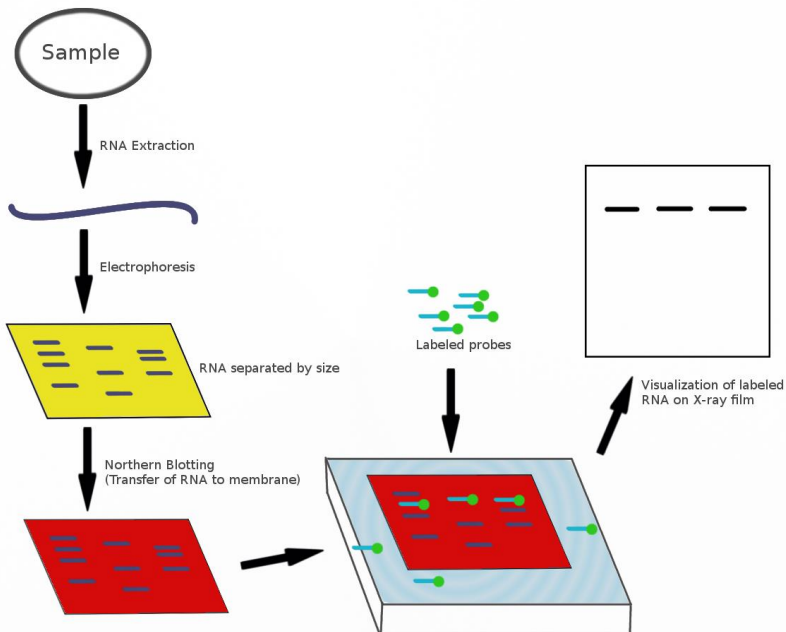 Sample
RNA Extraction
Electrophoresis
RNA separated by size
Northern Blotting
(Transfer of RNA to membrane)
Labeled probes
Visualization of labeled
RNA on X-ray film